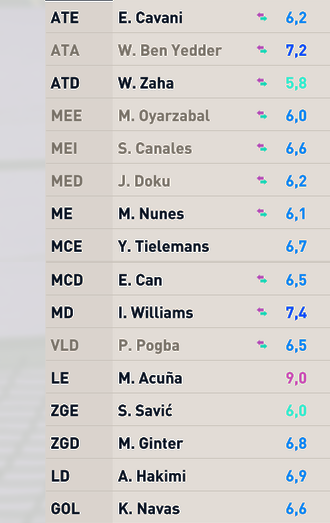 ATE E. Cavani 6,2
ATA W. Ben Yedder 7,2
ATD W. Zaha 5,8
MEE M. Oyarzabal 6,0
MEI S. Canales 6,6
MED J. Doku 6,2
ME M. Nunes 6,1
MCE Y. Tielemans 6,7
MCD E. Can 6,5
MD I. Williams 7,4
VLD P. Pogba 6,5
LE M. Acuña 9,0
ZGE S. Savić 6,0
ZGD M. Ginter 6,8
LD A. Hakimi 6,9
GOL K. Navas 6,6